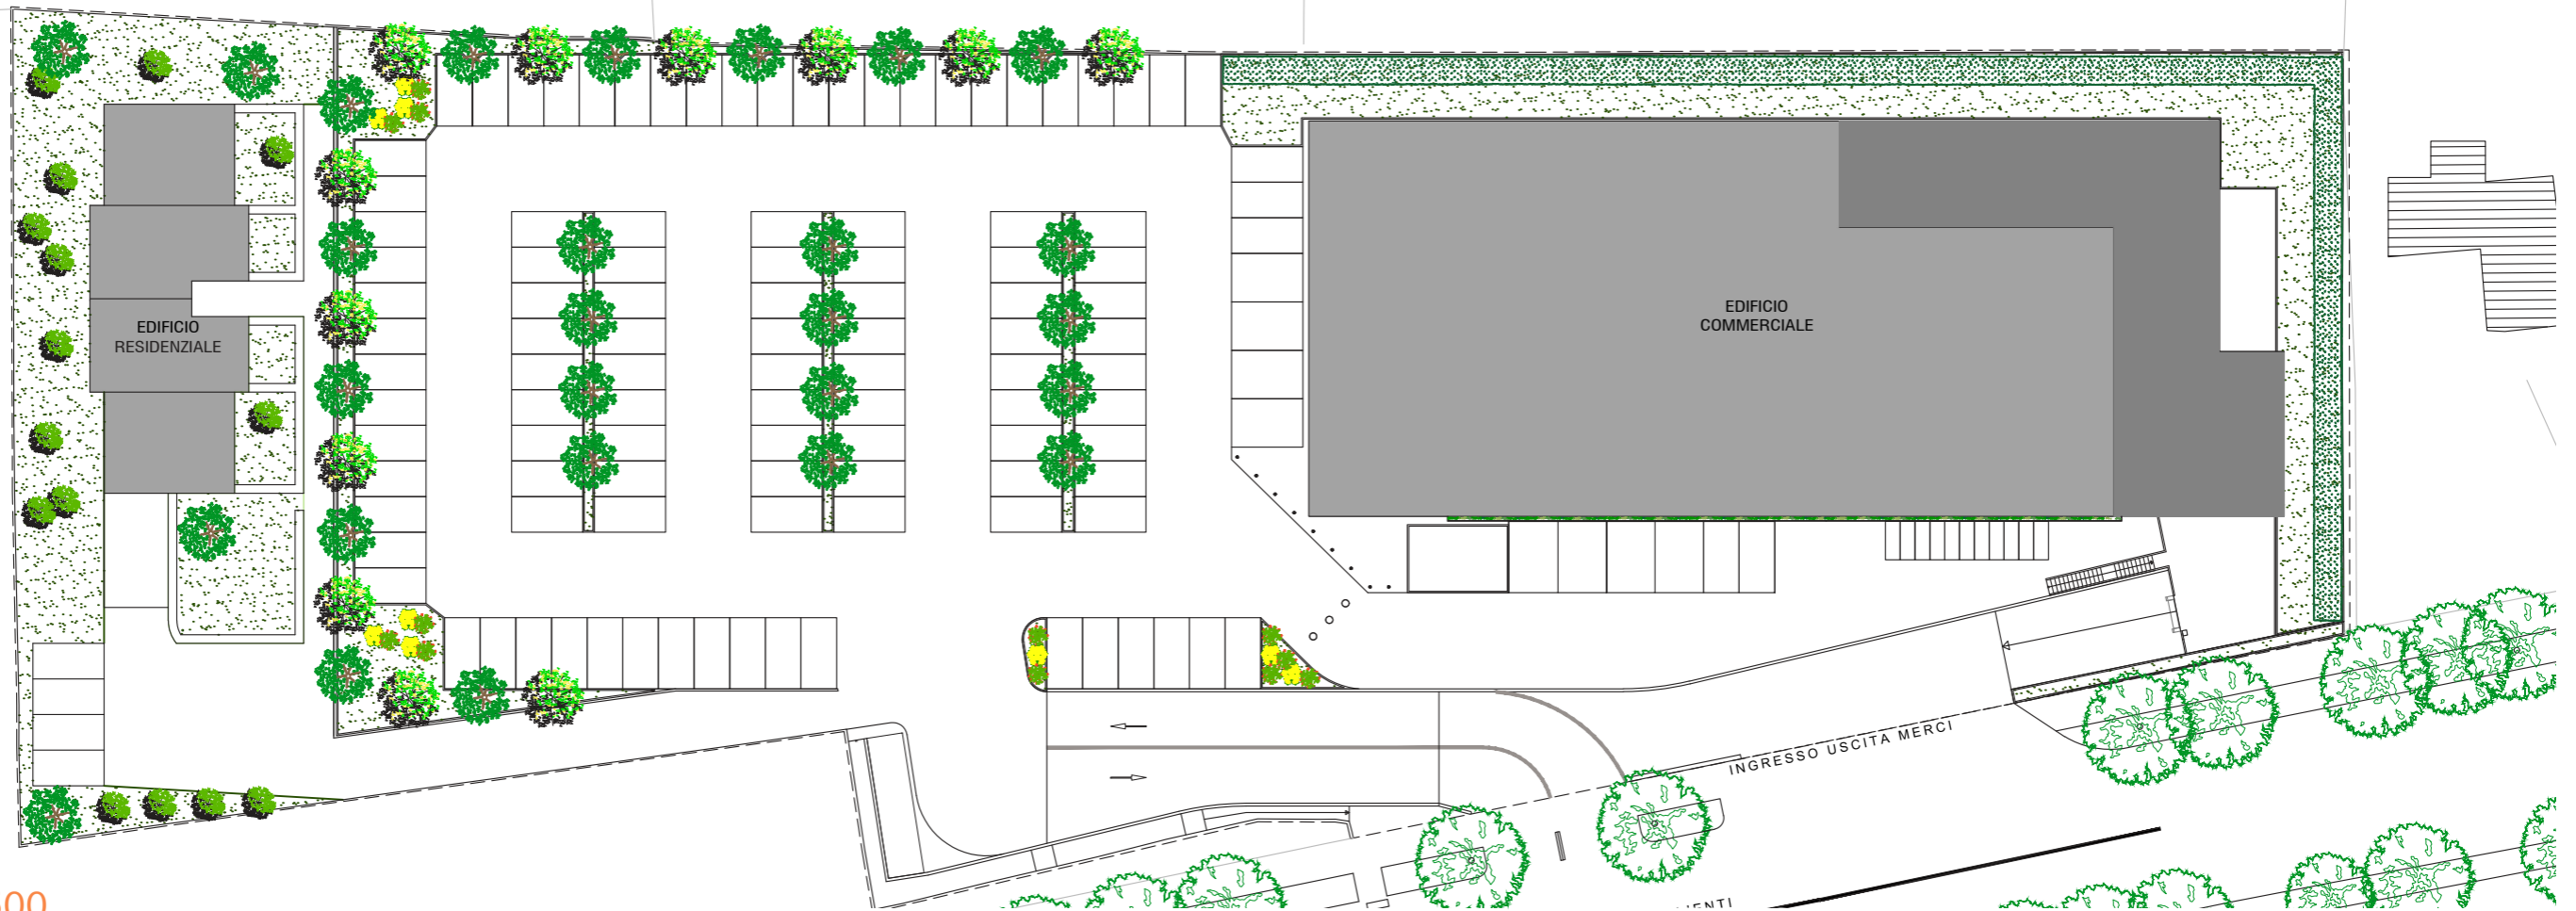 EDIFICIO
RESIDENZIALE
EDIFICIO
COMMERCIALE
INGRESSO USCITA MERCI